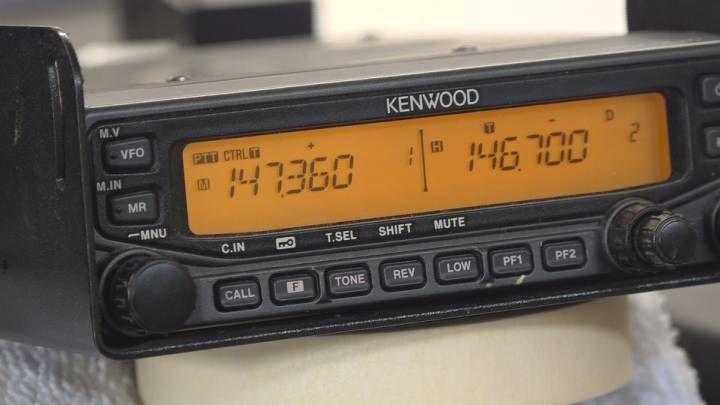 KENWOOD
M.V
VFO
M.IN
MR
MNU
PTT CTRL T +
M 147.360 1
T - D
H 146.700 2
C.IN T.SEL SHIFT MUTE
CALL F TONE REV LOW PF1 PF2